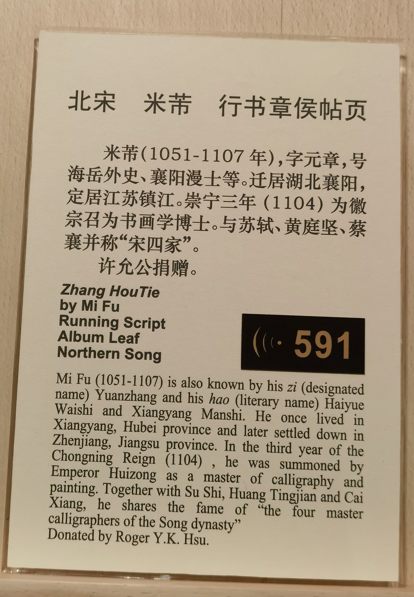 北宋　米芾　行书章侯帖页
米芾(1051-1107年),字元章,号
海岳外史、襄阳漫士等。迁居湖北襄阳,
定居江苏镇江。崇宁三年 (1104) 为徽
宗召为书画学博士。与苏轼、黄庭坚、蔡
襄并称“宋四家”。
许允公捐赠。
Zhang HouTie
by Mi Fu
Running Script
Album Leaf
Northern Song
591
Mi Fu (1051-1107) is also known by his zi (designated
name) Yuanzhang and his hao (literary name) Haiyue
Waishi and Xiangyang Manshi. He once lived in
Xiangyang, Hubei province and later settled down in
Zhenjiang, Jiangsu province. In the third year of the
Chongning Reign (1104) , he was summoned by
Emperor Huizong as a master of calligraphy and
painting. Together with Su Shi, Huang Tingjian and Cai
Xiang, he shares the fame of “the four master
calligraphers of the Song dynasty”
Donated by Roger Y.K. Hsu.